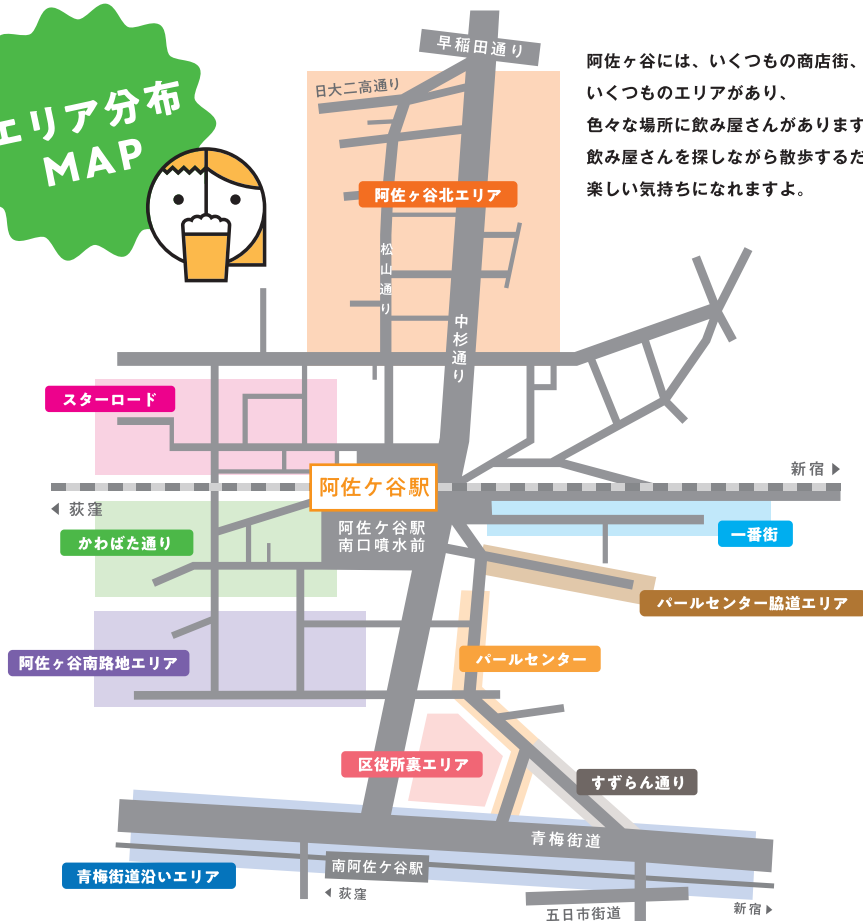 エリア分布
MAP
阿佐ヶ谷には、いくつもの商店街、
いくつものエリアがあり、
色々な場所に飲み屋さんがあります
飲み屋さんを探しながら散歩するだ
楽しい気持ちになれますよ。
早稲田通り
日大二高通り
阿佐ヶ谷北エリア
松山通り
中杉通り
スターロード
新宿
阿佐ケ谷駅
荻窪
阿佐ケ谷駅
南口噴水前
一番街
かわばた通り
パールセンター脇道エリア
阿佐ヶ谷南路地エリア
パールセンター
区役所裏エリア
すずらん通り
青梅街道
南阿佐ケ谷駅
青梅街道沿いエリア
荻窪
五日市街道
新宿